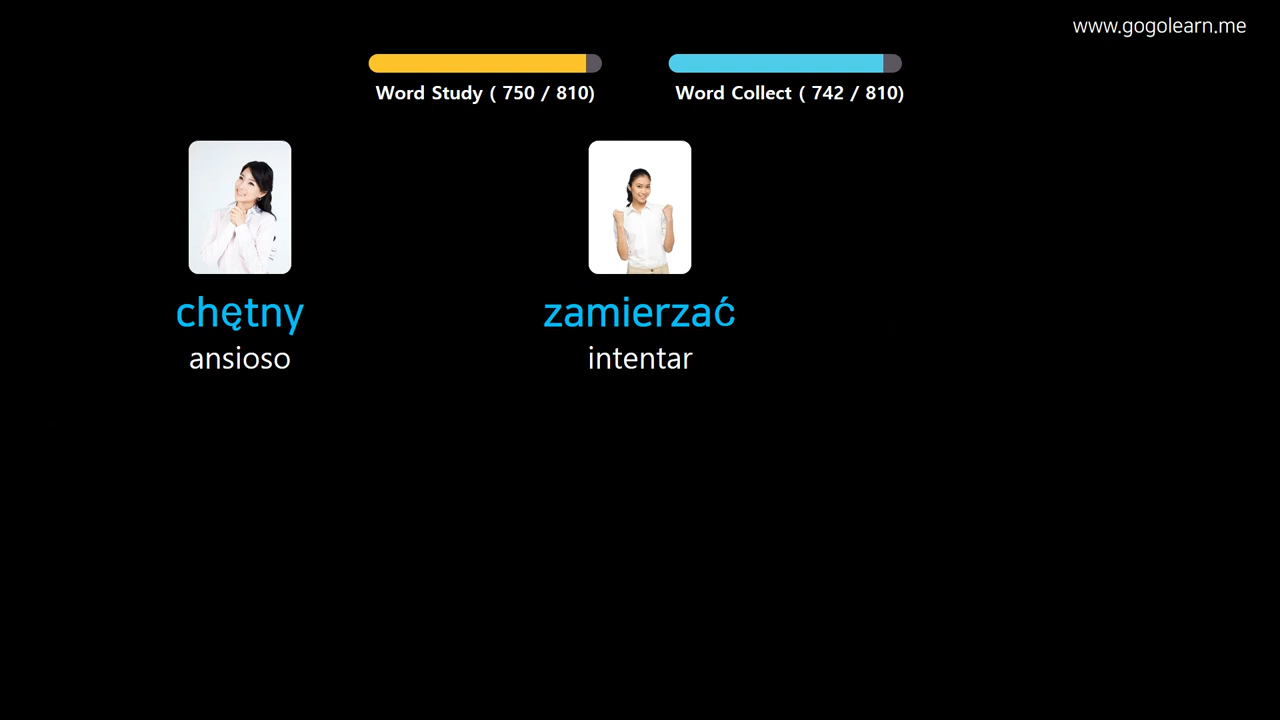 www.gogolearn.me
Word Study ( 750 / 810)
Word Collect ( 742 / 810)
chętny
zamierzać
ansioso
intentar